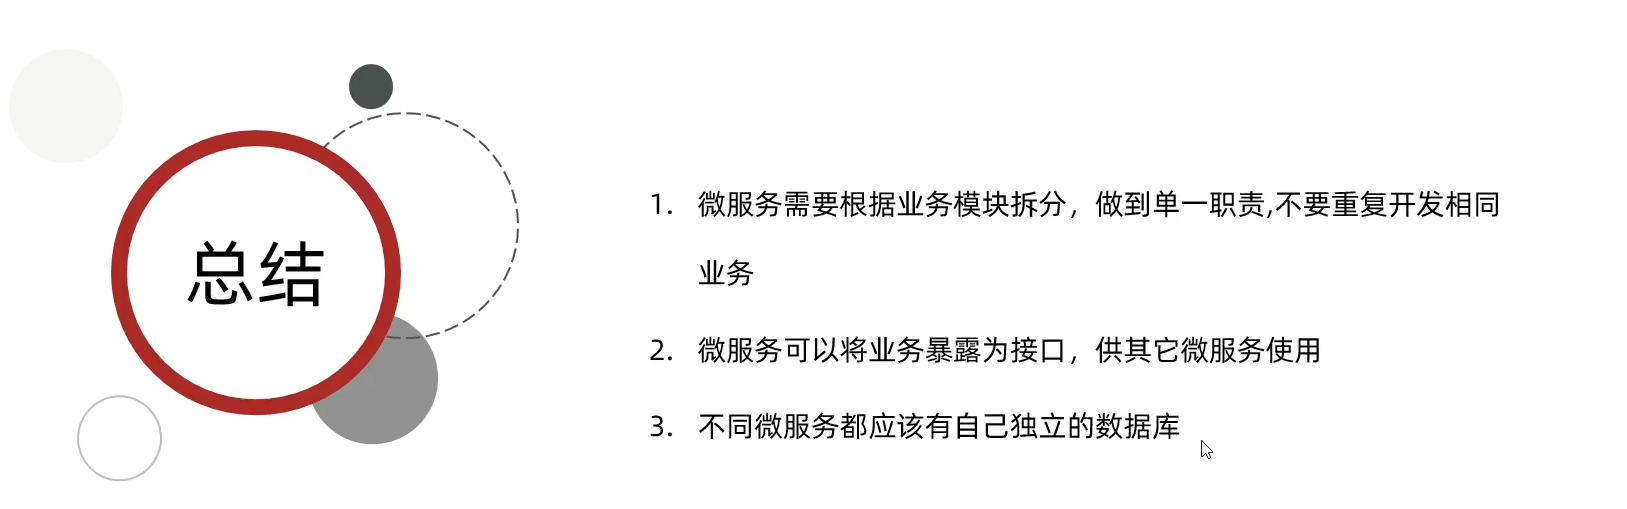 总结
1. 微服务需要根据业务模块拆分，做到单一职责,不要重复开发相同
业务
2. 微服务可以将业务暴露为接口，供其它微服务使用
3. 不同微服务都应该有自己独立的数据库